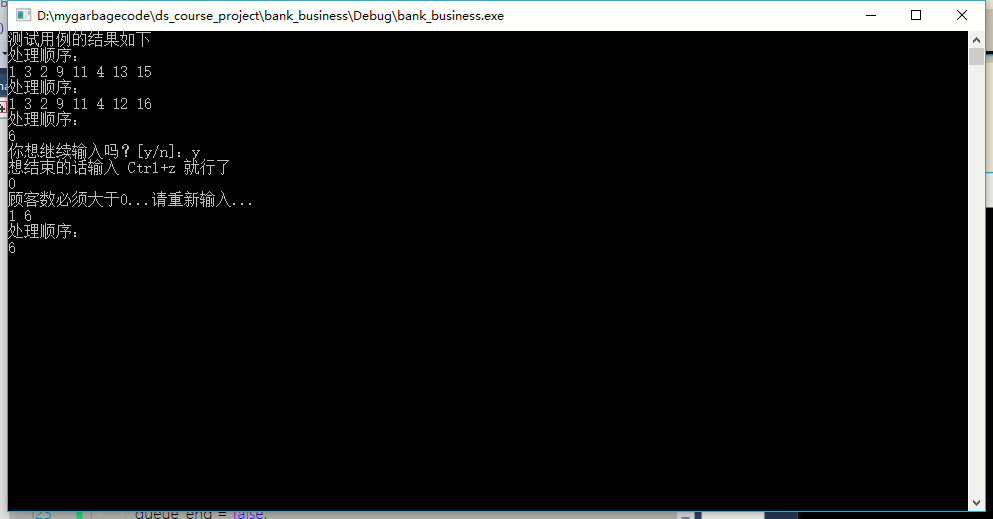 D:\mygarbagecode\ds_course_project\bank_business\Debug\bank_business.exe
测试用例的结果如下
处理顺序:
1 3 2 9 11 4 13 15
处理顺序:
1 3 2 9 11 4 12 16
处理顺序:
6
你想继续输入吗？[y/n]：y
想结束的话输入 Ctrl+z 就行了
0
顾客数必须大于0...请重新输入...
1 6
处理顺序:
6
queue_end = false,